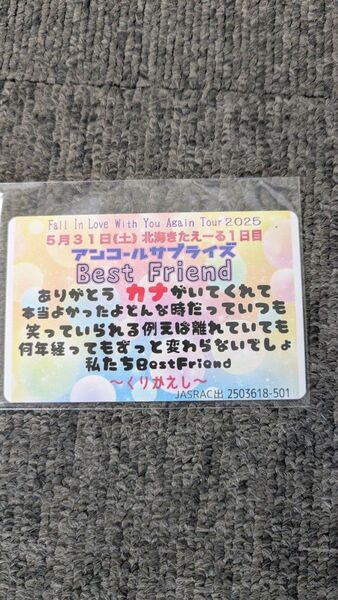 Fall In Love With You Again Tour 2025
5月31日(土) 北海きたえーる1日目
アンコールサプライズ
Best Friend
ありがとう カナがいてくれて
本当よかったよどんな時だっていつも
笑っていられる例えば離れていても
何年経ってもずっと変わらないでしょ
私たちBestFriend
～くりかえし～
JASRAC出 2503618-501